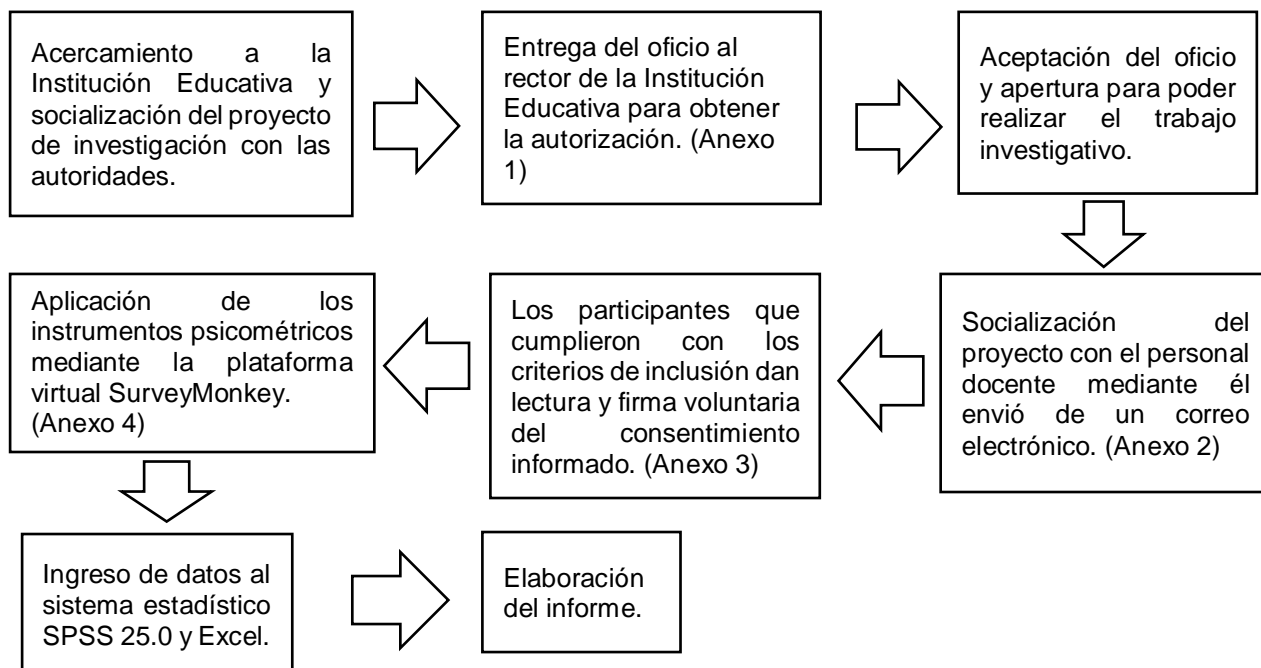 Acercamiento a la
Institución Educativa y
socialización del proyecto
de investigación con las
autoridades.
Entrega del oficio al
rector de la Institución
Educativa para obtener
la autorización. (Anexo
1)
Aceptación del oficio
y apertura para poder
realizar el trabajo
investigativo.
Socialización del
proyecto con el personal
docente mediante él
envió de un correo
electrónico. (Anexo 2)
Los participantes que
cumplieron con los
criterios de inclusión dan
lectura y firma voluntaria
del consentimiento
informado. (Anexo 3)
Aplicación de los
instrumentos psicométricos
mediante la plataforma
virtual SurveyMonkey.
(Anexo 4)
Ingreso de datos al
sistema estadístico
SPSS 25.0 y Excel.
Elaboración
del informe.